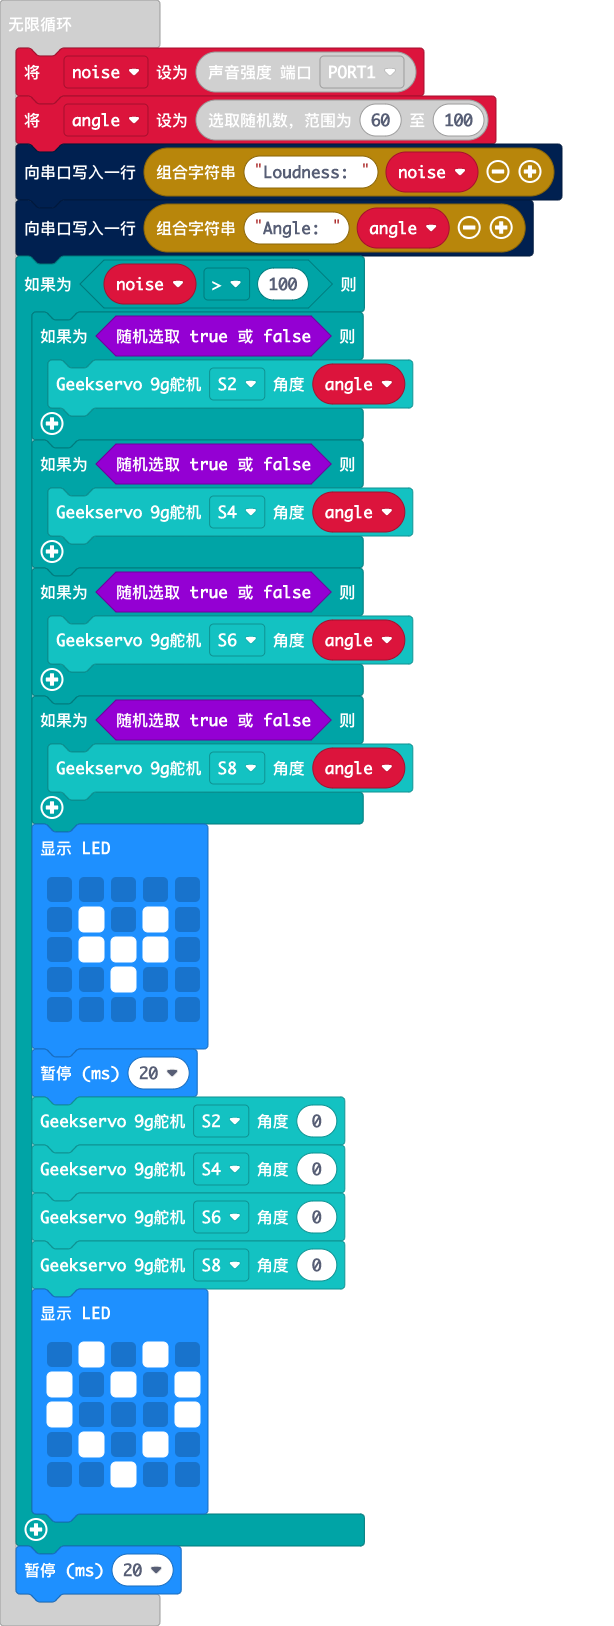 无限循环
将 noise 设为 声音强度 端口 PORT1
将 angle 设为 选取随机数，范围为 60 至 100
向串口写入一行 组合字符串 "Loudness: " noise
向串口写入一行 组合字符串 "Angle: " angle
如果为 noise > 100 则
如果为 随机选取 true 或 false 则
Geekservo 9g舵机 S2 角度 angle
如果为 随机选取 true 或 false 则
Geekservo 9g舵机 S4 角度 angle
如果为 随机选取 true 或 false 则
Geekservo 9g舵机 S6 角度 angle
如果为 随机选取 true 或 false 则
Geekservo 9g舵机 S8 角度 angle
显示 LED
暂停 (ms) 20
Geekservo 9g舵机 S2 角度 0
Geekservo 9g舵机 S4 角度 0
Geekservo 9g舵机 S6 角度 0
Geekservo 9g舵机 S8 角度 0
显示 LED
暂停 (ms) 20